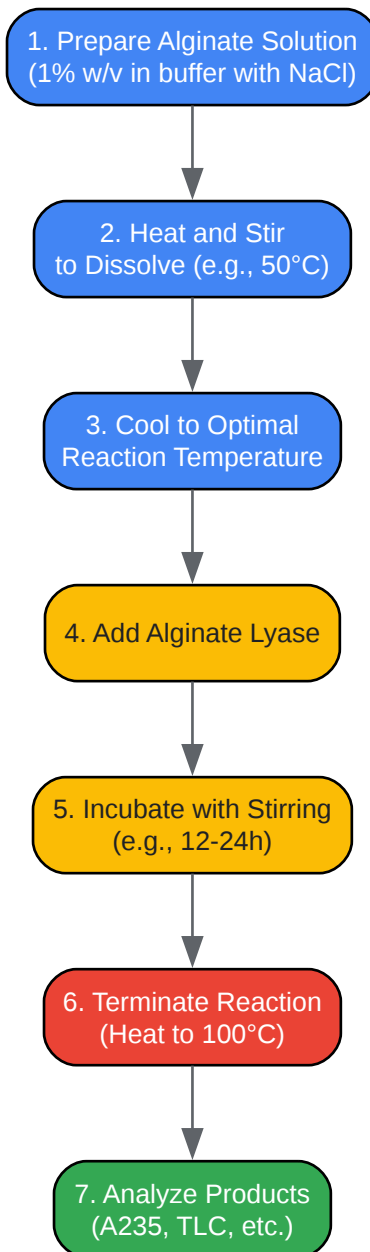 1. Prepare Alginate Solution
(1% w/v in buffer with NaCl)
2. Heat and Stir
to Dissolve (e.g., 50°C)
3. Cool to Optimal
Reaction Temperature
4. Add Alginate Lyase
5. Incubate with Stirring
(e.g., 12-24h)
6. Terminate Reaction
(Heat to 100°C)
7. Analyze Products
(A235, TLC, etc.)